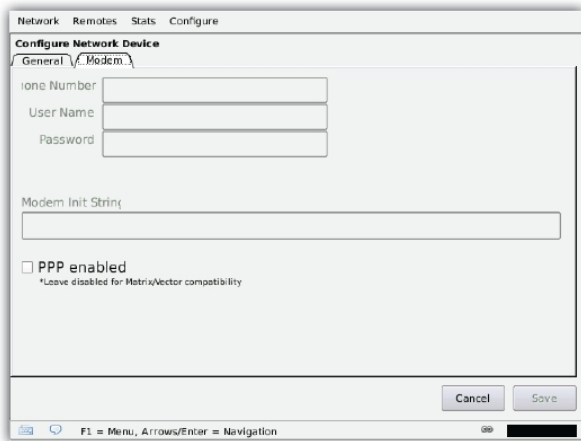 Network Remotes Stats Configure
Configure Network Device
General Modem
one Number
User Name
Password
Modem Init String
PPP enabled
*Leave disabled for Matrix/Vector compatibility
Cancel Save
F1 = Menu, Arrows/Enter = Navigation